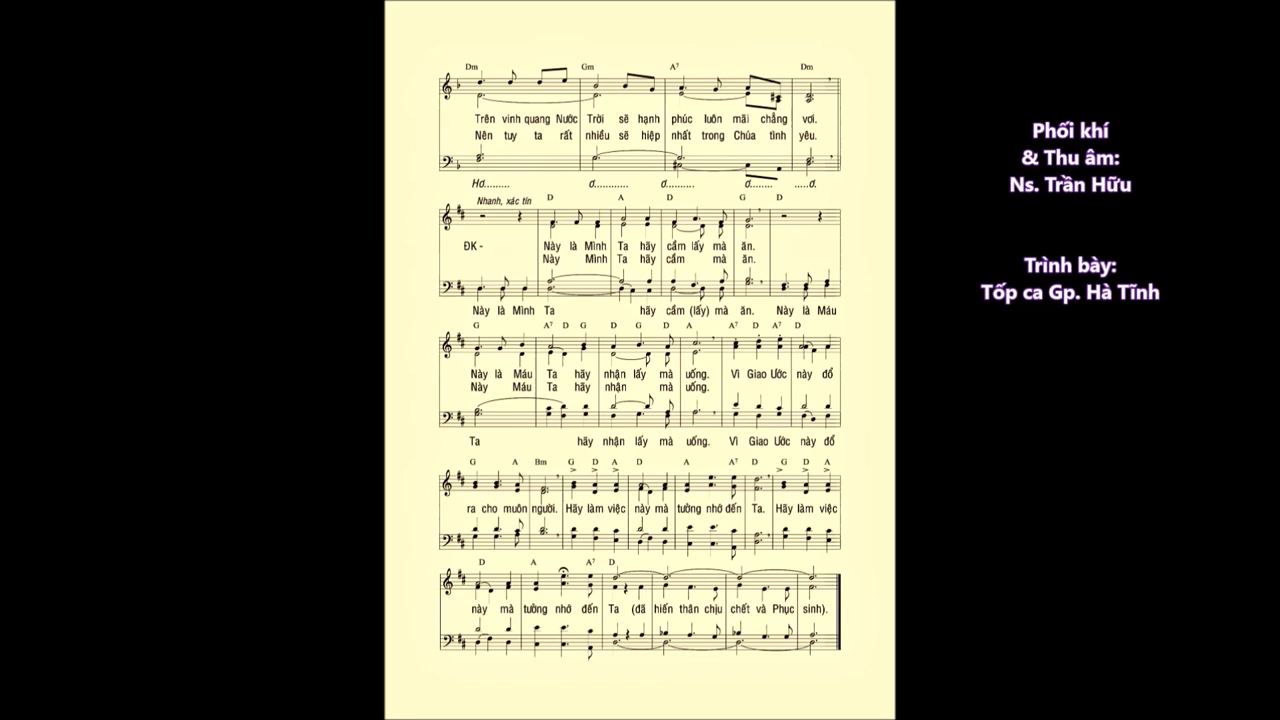 Dm Gm A7 Dm
Trên vinh quang Nước Trời sẽ hạnh phúc luôn mãi chẳng vơi.
Nên tuy ta rất nhiều sẽ hiệp nhất trong Chúa tình yêu.
Hơ......... ơ............ ơ.......... ơ........ .....ơ.
Nhanh, xác tín D A D G D
ĐK - Này là Mình Ta hãy cầm lấy mà ăn.
Này Mình Ta hãy cầm mà ăn.
Này là Mình Ta hãy cầm (lấy) mà ăn. Này là Máu
G A7 D G D G D A A7 D A7 D
Này là Máu Ta hãy nhận lấy mà uống. Vì Giao Ước này đổ
Này Máu Ta hãy nhận mà uống.
Ta hãy nhận lấy mà uống. Vì Giao Ước này đổ
G A Bm G D A D A A7 D G D A
ra cho muôn người. Hãy làm việc này mà tưởng nhớ đến Ta. Hãy làm việc
D A A7 D
này mà tưởng nhớ đến Ta (đã hiến thân chịu chết và Phục sinh).
Phối khí
& Thu âm:
Ns. Trần Hữu
Trình bày:
Tốp ca Gp. Hà Tĩnh